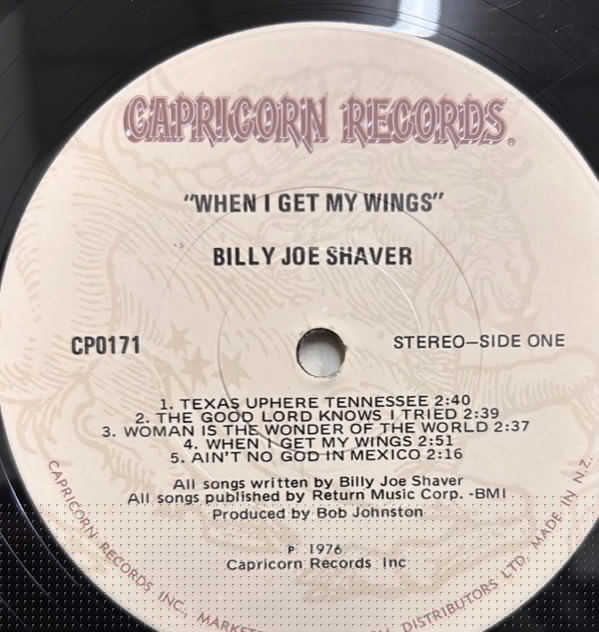 CAPRICORN RECORDS®
"WHEN I GET MY WINGS"
BILLY JOE SHAVER
CP0171
STEREO—SIDE ONE
1. TEXAS UPHERE TENNESSEE 2:40
2. THE GOOD LORD KNOWS I TRIED 2:39
3. WOMAN IS THE WONDER OF THE WORLD 2:37
4. WHEN I GET MY WINGS 2:51
5. AIN'T NO GOD IN MEXICO 2:16
All songs written by Billy Joe Shaver
All songs published by Return Music Corp. -BMI
Produced by Bob Johnston
℗ 1976
Capricorn Records Inc
CAPRICORN RECORDS INC., DISTRIBUTORS LTD. MADE IN N.Z.